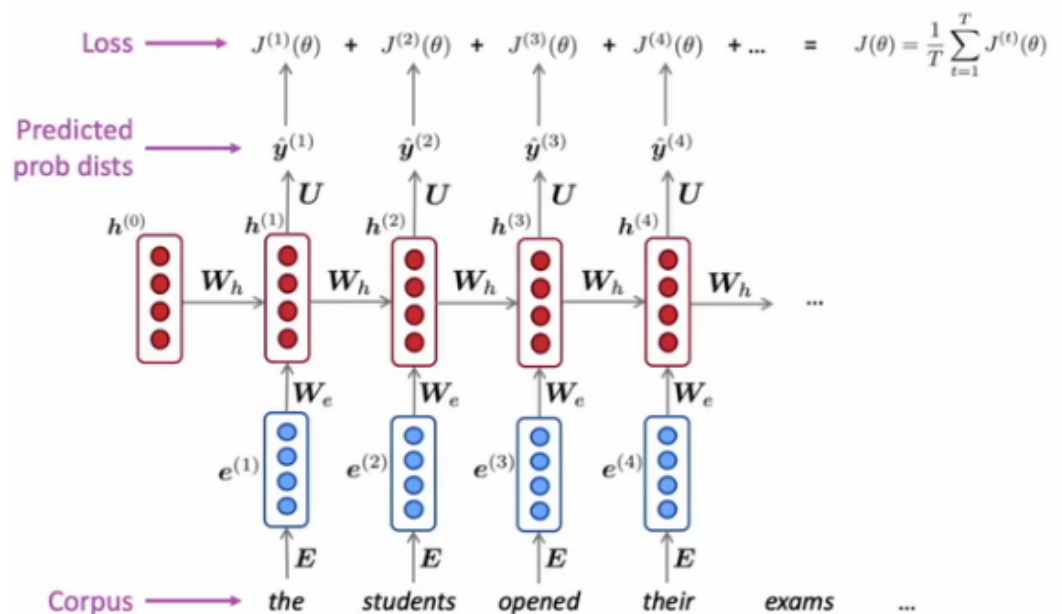 Loss J^{(1)}(θ) + J^{(2)}(θ) + J^{(3)}(θ) + J^{(4)}(θ) + ... = J(θ) = \frac{1}{T} \sum_{t=1}^{T} J^{(t)}(θ)
Predicted
prob dists
ŷ^{(1)} ŷ^{(2)} ŷ^{(3)} ŷ^{(4)}
U U U U
h^{(0)} h^{(1)} h^{(2)} h^{(3)} h^{(4)}
W_h W_h W_h W_h W_h ...
W_e W_e W_e W_e
e^{(1)} e^{(2)} e^{(3)} e^{(4)}
E E E E
Corpus the students opened their exams ...